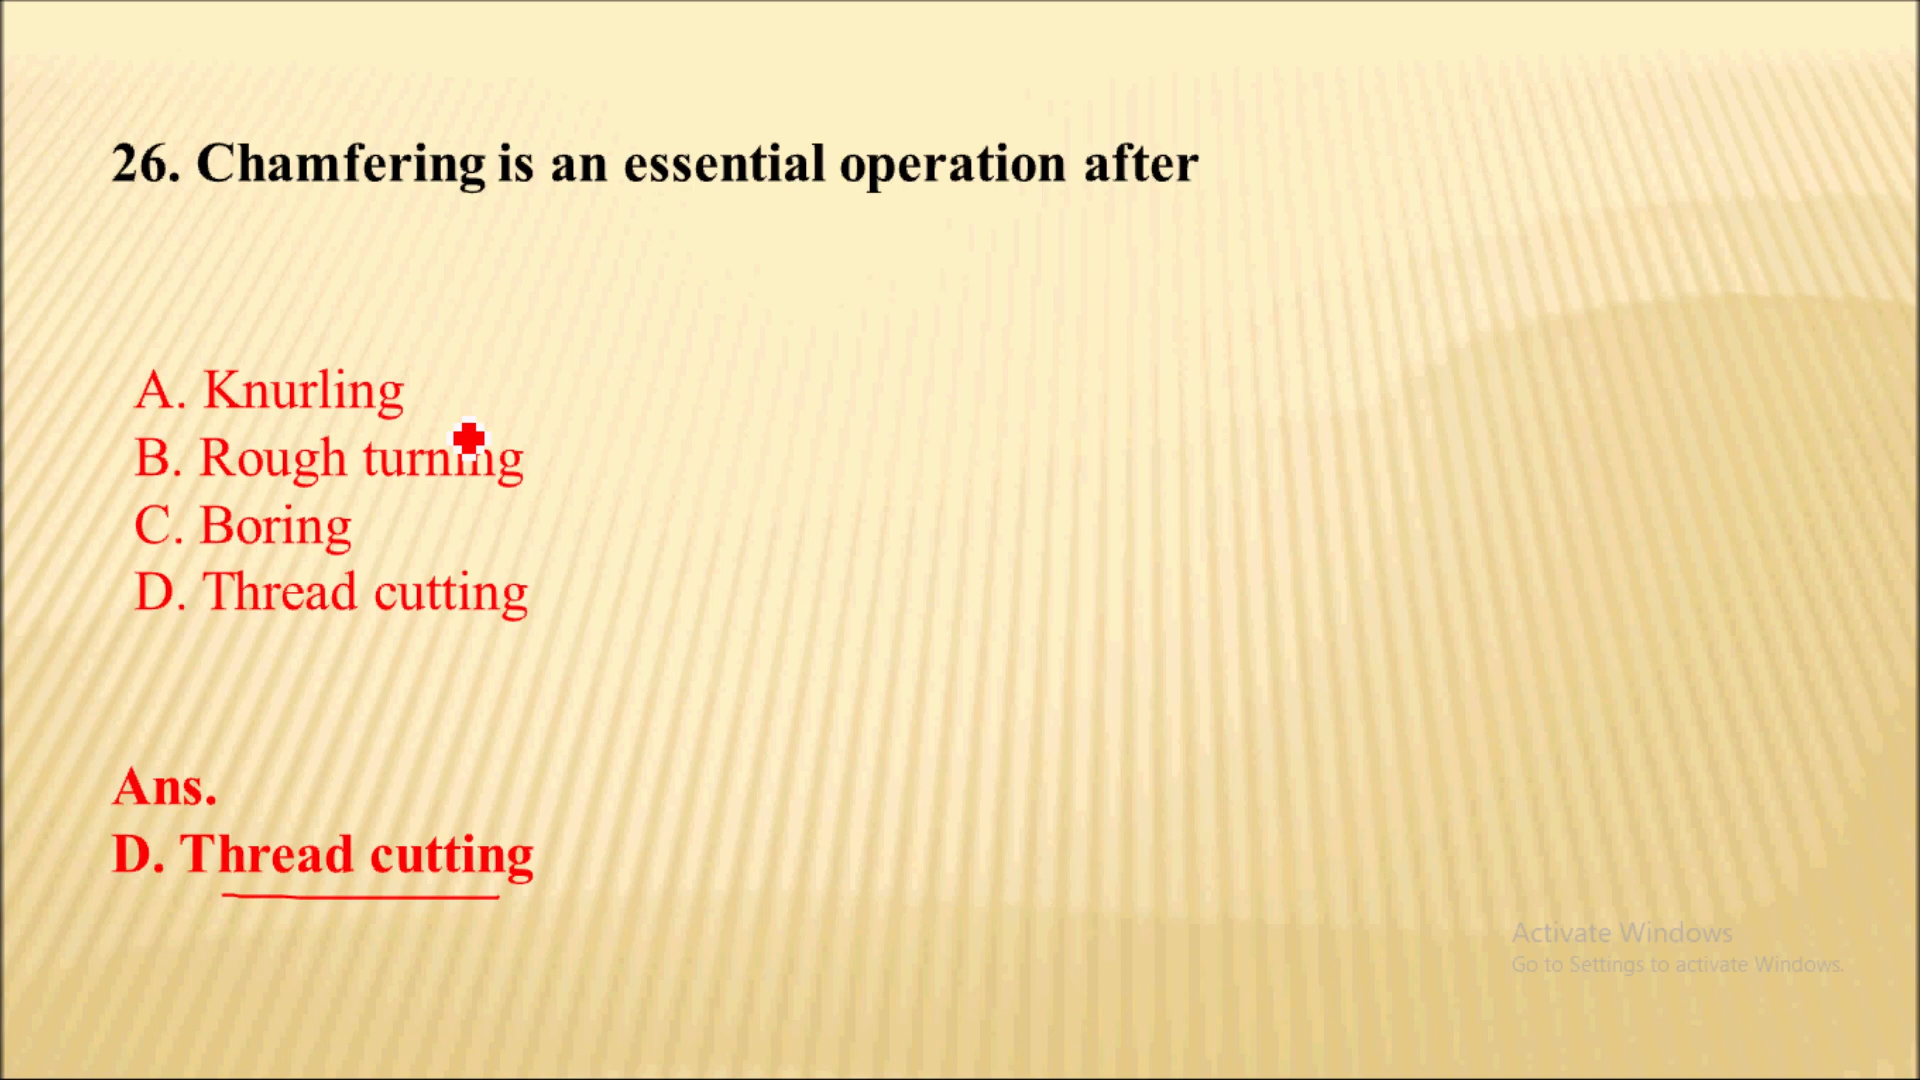 26. Chamfering is an essential operation after
A. Knurling
B. Rough turning
C. Boring
D. Thread cutting
Ans.
D. Thread cutting
Activate Windows
Go to Settings to activate Windows.